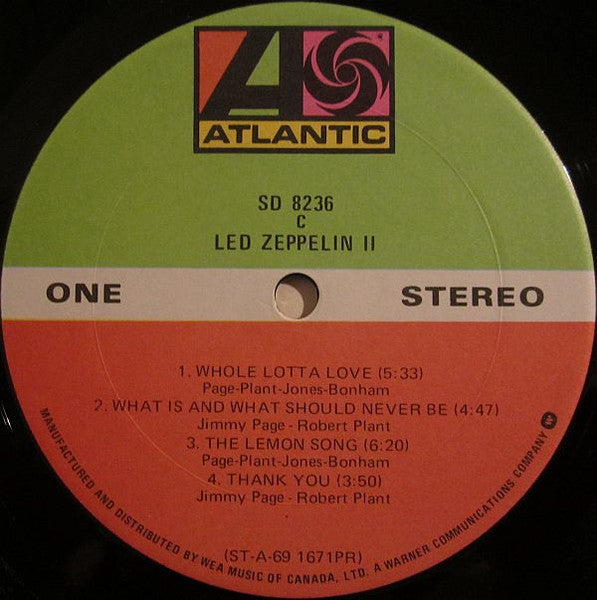 ATLANTIC
SD 8236
C
LED ZEPPELIN II
ONE
STEREO
1. WHOLE LOTTA LOVE (5:33)
Page-Plant-Jones-Bonham
2. WHAT IS AND WHAT SHOULD NEVER BE (4:47)
Jimmy Page - Robert Plant
3. THE LEMON SONG (6:20)
Page-Plant-Jones-Bonham
4. THANK YOU (3:50)
Jimmy Page - Robert Plant
(ST-A-69 1671PR)
MANUFACTURED AND DISTRIBUTED BY WEA MUSIC OF CANADA, LTD. A WARNER COMMUNICATIONS COMPANY